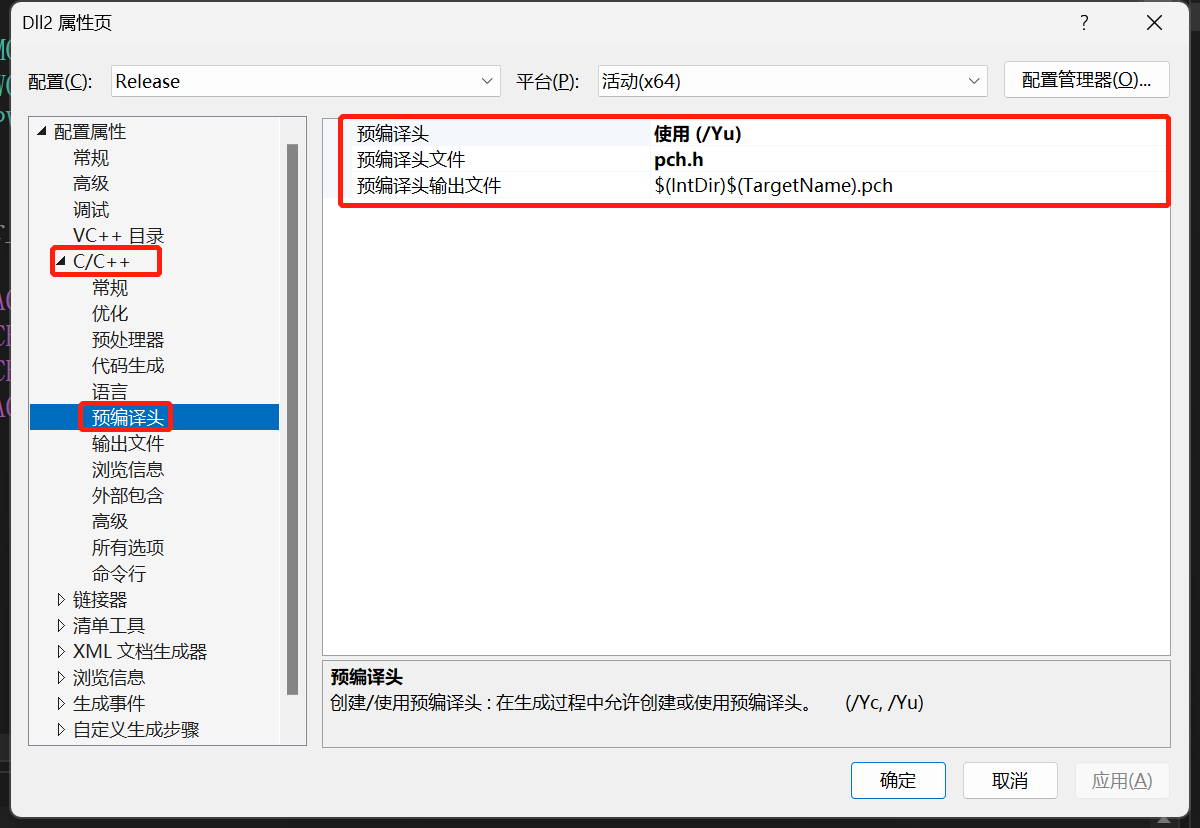 Dll2 属性页
?
配置(C):
Release
平台(P):
活动(x64)
配置管理器(O)...
配置属性
常规
高级
调试
VC++ 目录
C/C++
常规
优化
预处理器
代码生成
语言
预编译头
输出文件
浏览信息
外部包含
高级
所有选项
命令行
链接器
清单工具
XML 文档生成器
浏览信息
生成事件
自定义生成步骤
预编译头 使用 (/Yu)
预编译头文件 pch.h
预编译头输出文件 $(IntDir)$(TargetName).pch
预编译头
创建/使用预编译头 : 在生成过程中允许创建或使用预编译头。 (/Yc, /Yu)
确定
取消
应用(A)